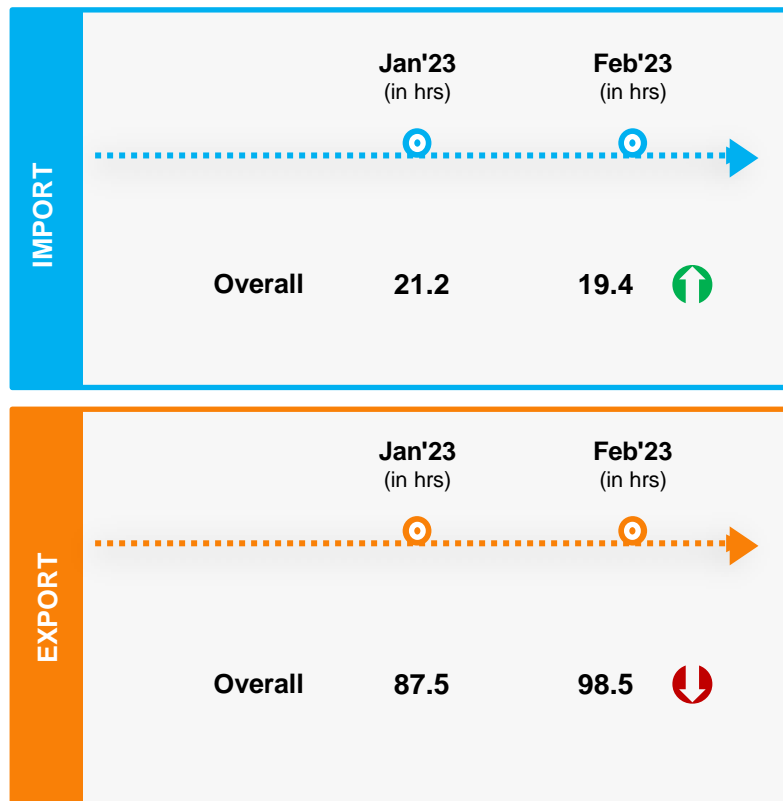 IMPORT
Jan'23 Feb'23
(in hrs) (in hrs)
Overall 21.2 19.4
EXPORT
Jan'23 Feb'23
(in hrs) (in hrs)
Overall 87.5 98.5